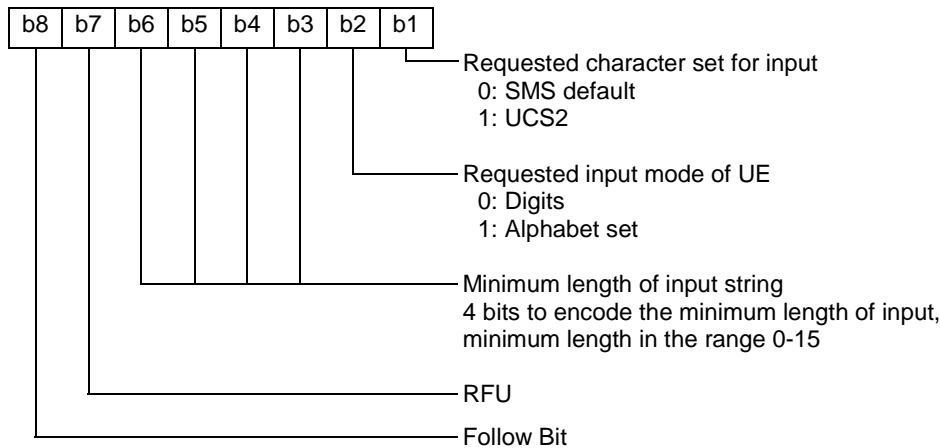 b8 b7 b6 b5 b4 b3 b2 b1
Requested character set for input
0: SMS default
1: UCS2
Requested input mode of UE
0: Digits
1: Alphabet set
Minimum length of input string
4 bits to encode the minimum length of input,
minimum length in the range 0-15
RFU
Follow Bit